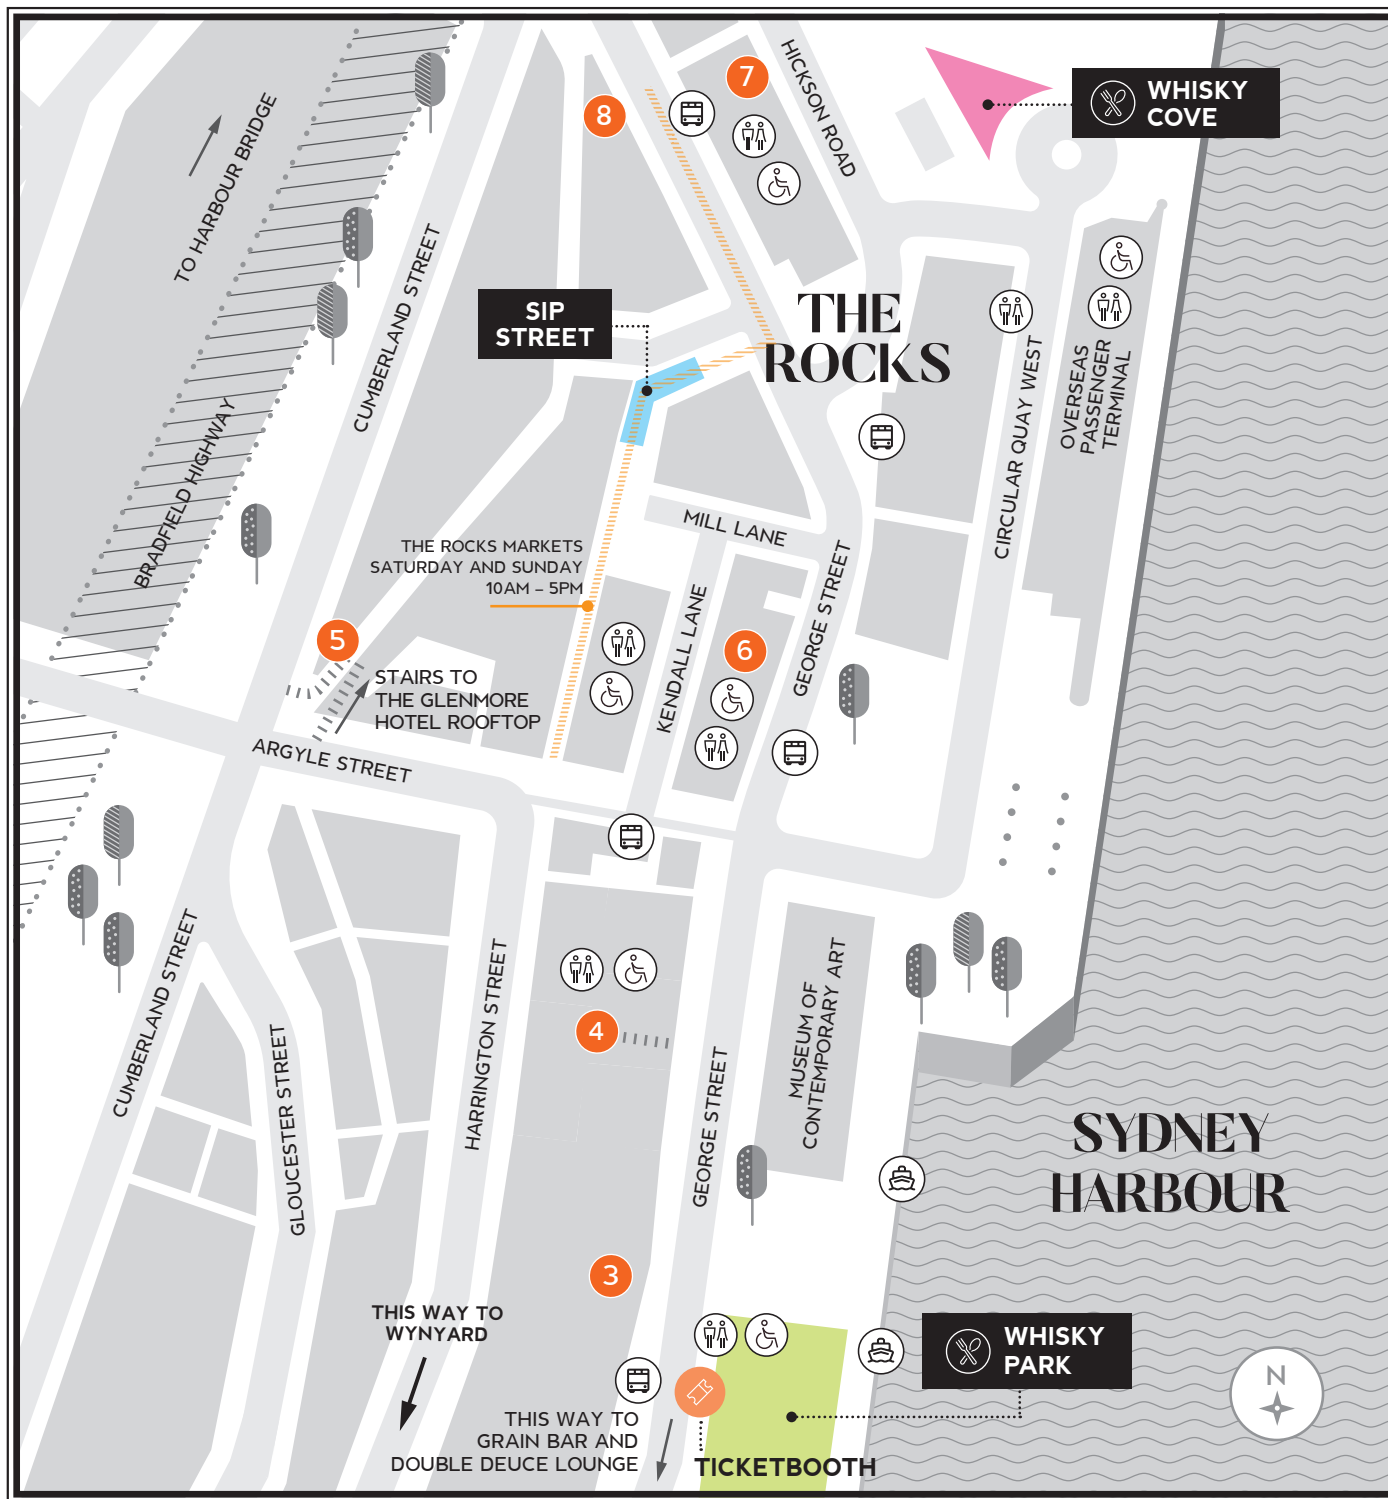 HICKSON ROAD
7
WHISKY
COVE
8
TO HARBOUR BRIDGE
CUMBERLAND STREET
SIP
STREET
THE
ROCKS
OVERSEAS
PASSENGER
TERMINAL
CIRCULAR QUAY WEST
BRADFIELD HIGHWAY
MILL LANE
THE ROCKS MARKETS
SATURDAY AND SUNDAY
10AM – 5PM
GEORGE STREET
KENDALL LANE
5
6
STAIRS TO
THE GLENMORE
HOTEL ROOFTOP
ARGYLE STREET
CUMBERLAND STREET
HARRINGTON STREET
MUSEUM OF
CONTEMPORARY ART
4
GLOUCESTER STREET
GEORGE STREET
SYDNEY
HARBOUR
3
THIS WAY TO
WYNYARD
WHISKY
PARK
N
THIS WAY TO
GRAIN BAR AND
DOUBLE DEUCE LOUNGE
TICKETBOOTH